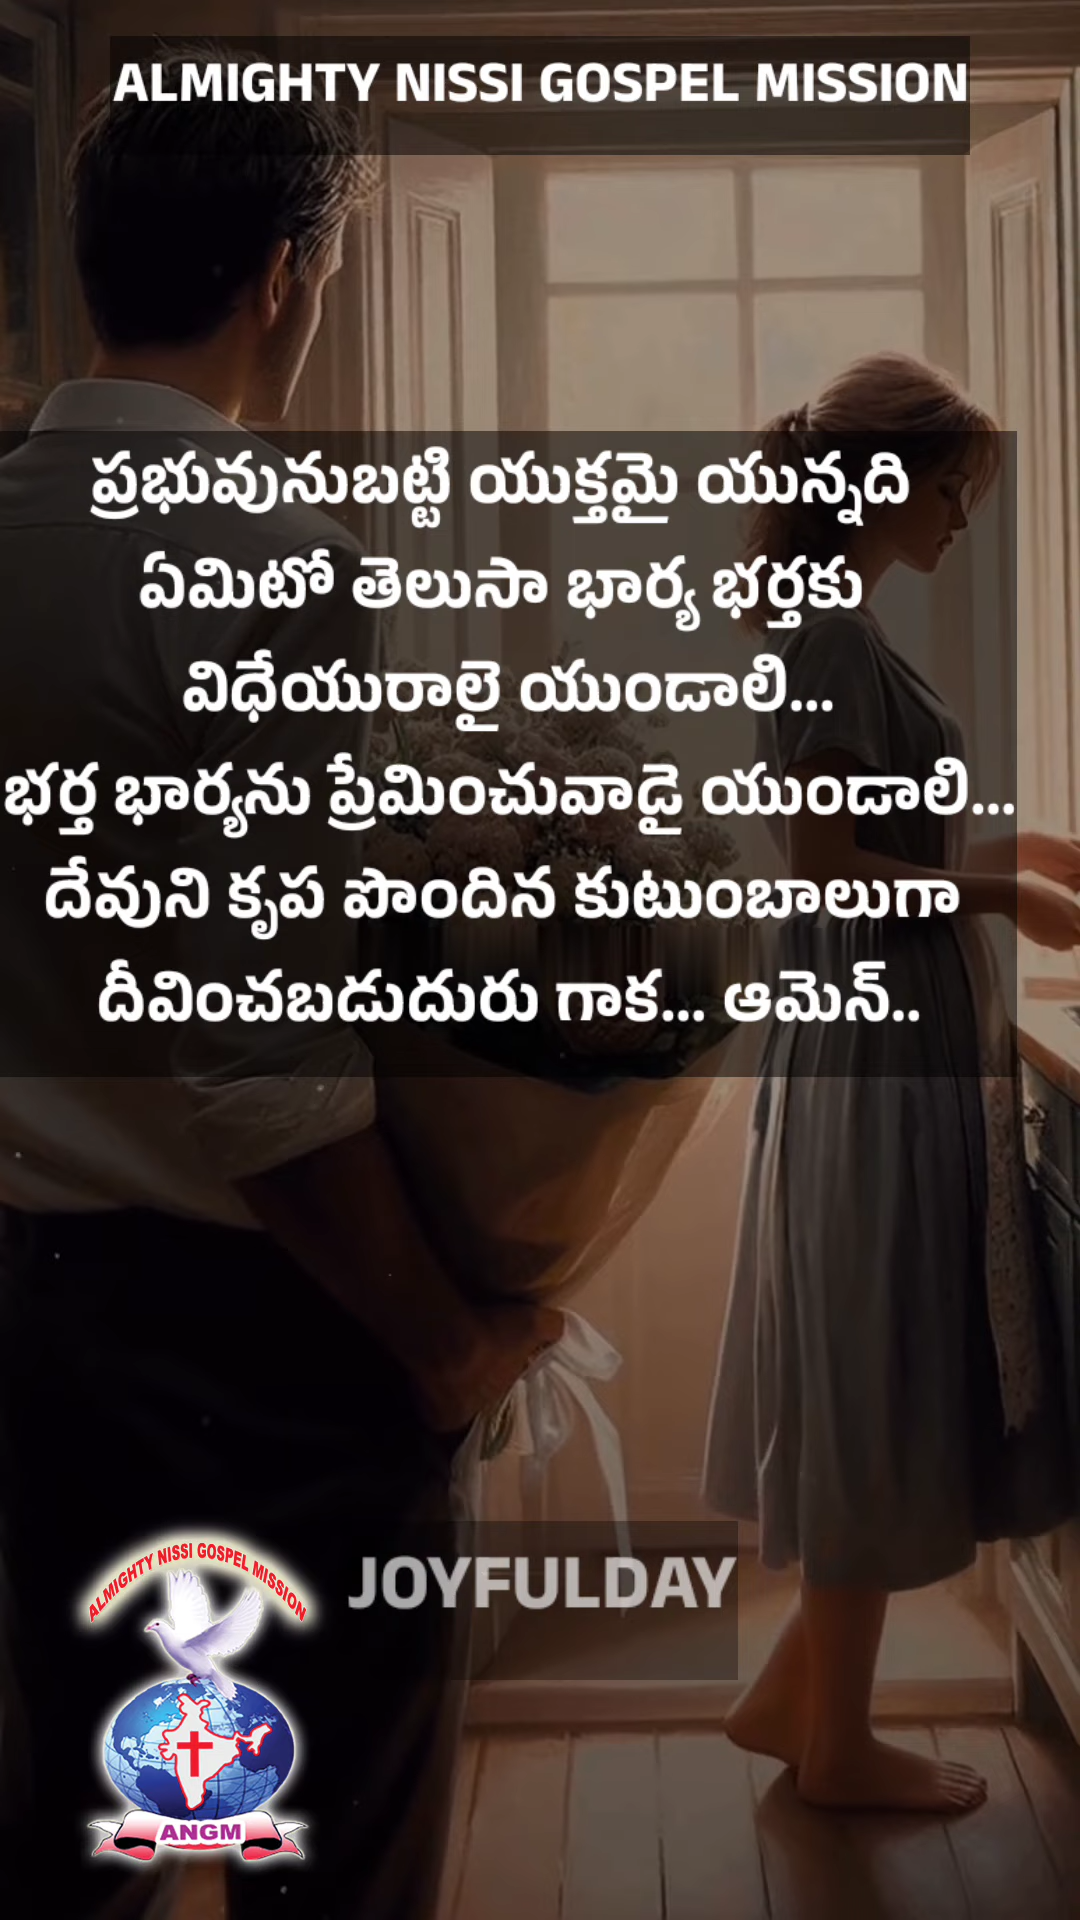 ALMIGHTY NISSI GOSPEL MISSION
ప్రభువునుబట్టి యుక్తమై యున్నది
ఏమిటో తెలుసా భార్య భర్తకు
విధేయురాలై యుండాలి...
భర్త భార్యను ప్రేమించువాడై యుండాలి...
దేవుని కృప పొందిన కుటుంబాలుగా
దీవించబడుదురు గాక... ఆమెన్..
JOYFULDAY
ALMIGHTY NISSI GOSPEL MISSION
ANGM